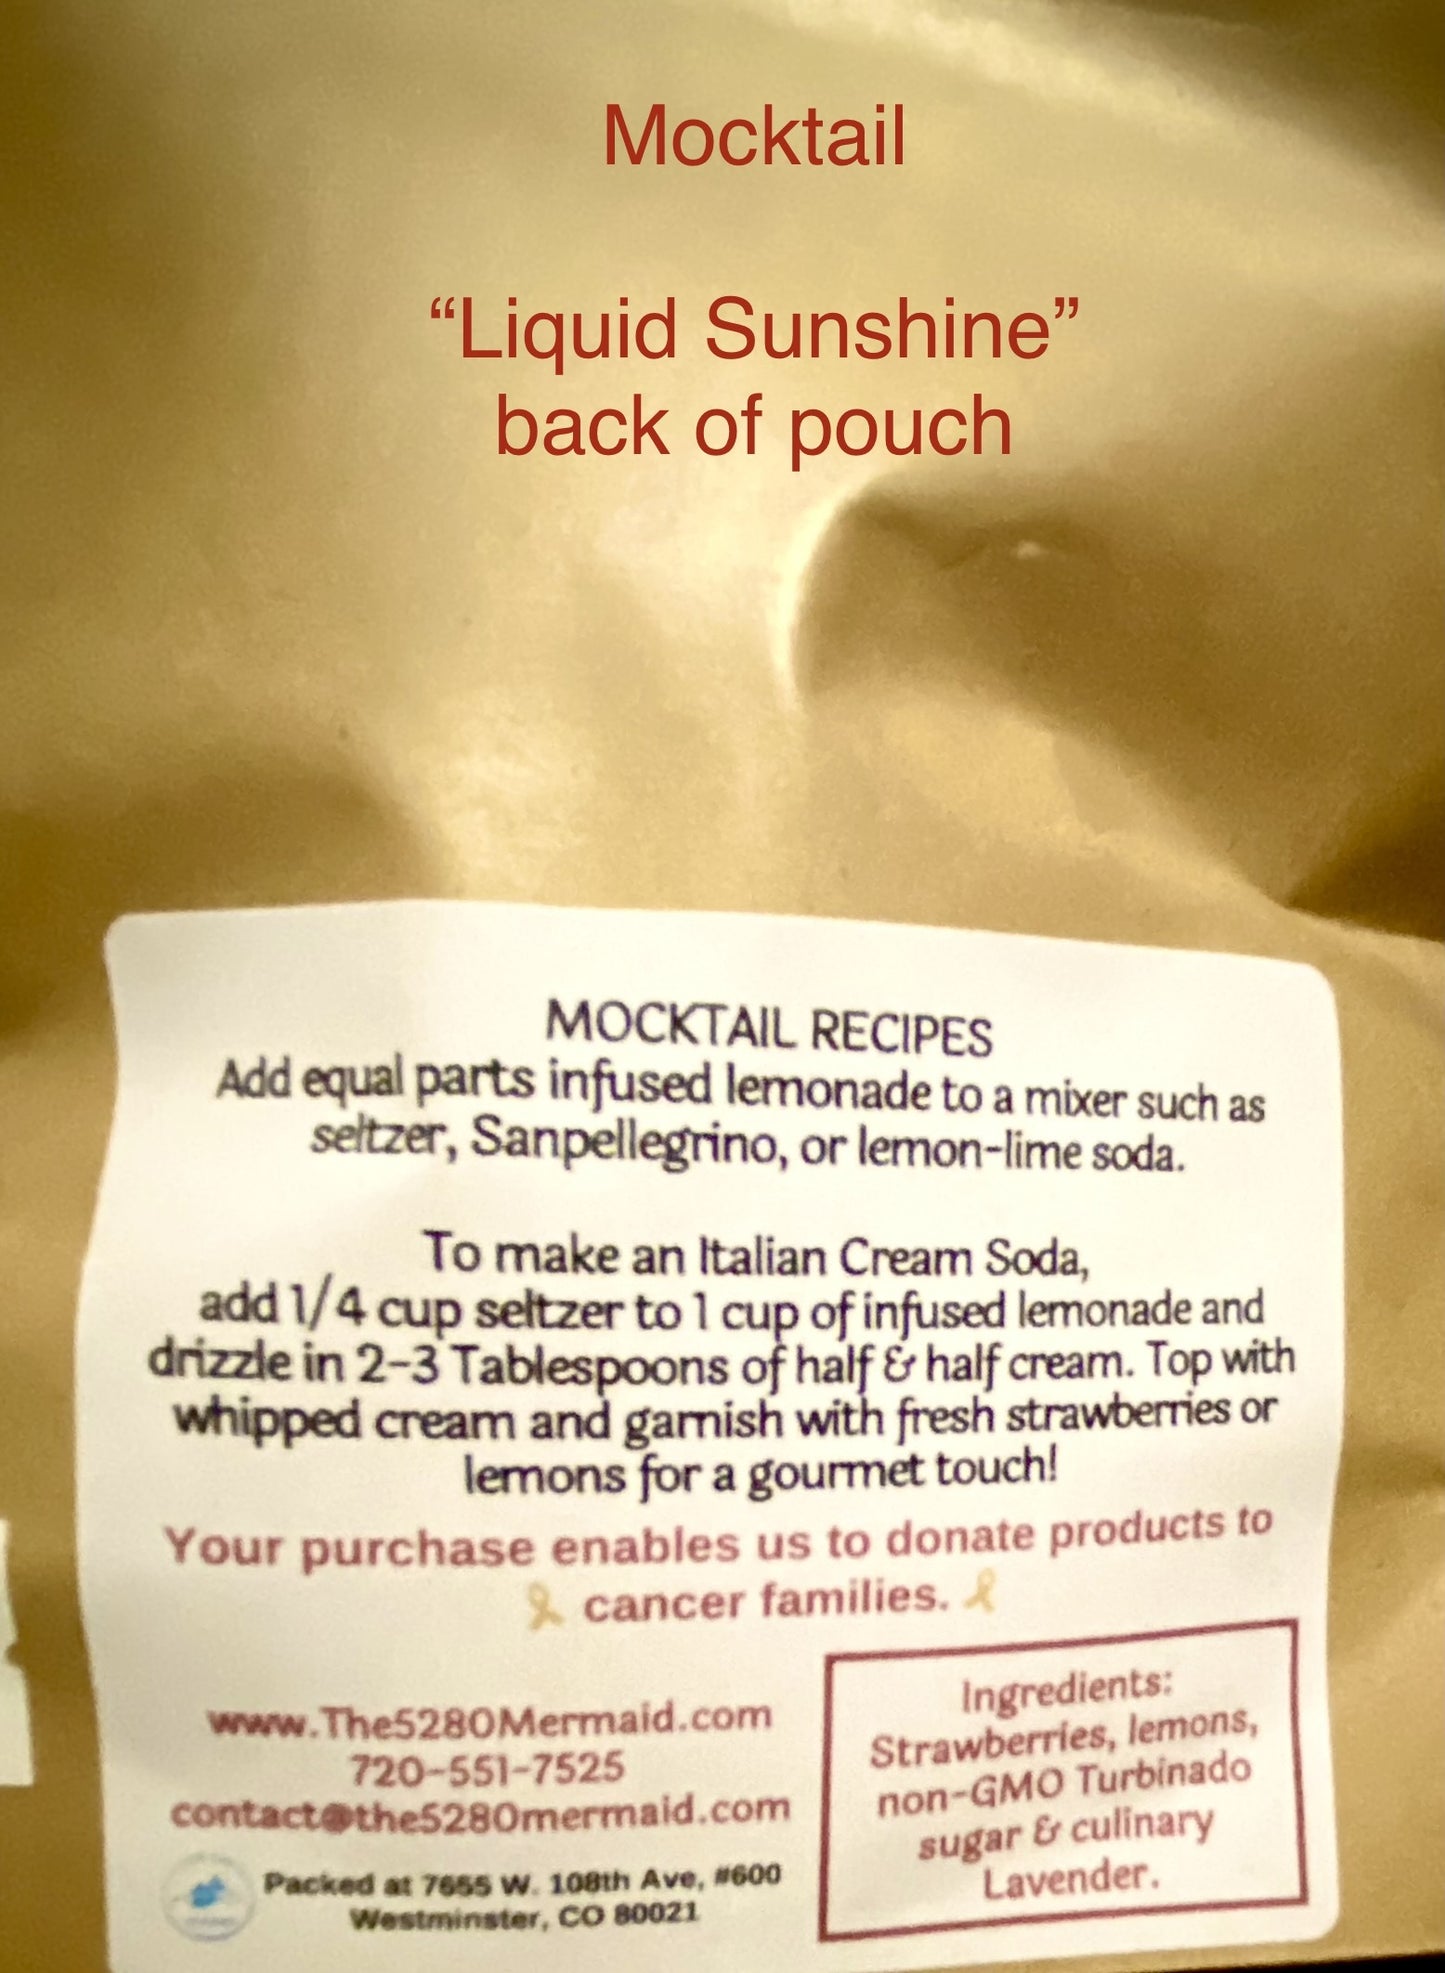 Mocktail
“Liquid Sunshine”
back of pouch
MOCKTAIL RECIPES
Add equal parts infused lemonade to a mixer such as
seltzer, Sanpellegrino, or lemon-lime soda.
To make an Italian Cream Soda,
add 1/4 cup seltzer to 1 cup of infused lemonade and
drizzle in 2-3 Tablespoons of half & half cream. Top with
whipped cream and garnish with fresh strawberries or
lemons for a gourmet touch!
Your purchase enables us to donate products to
cancer families.
www.The5280Mermaid.com
720-551-7525
contact@the5280mermaid.com
Packed at 7655 W. 108th Ave, #600
Westminster, CO 80021
Ingredients:
Strawberries, lemons,
non-GMO Turbinado
sugar & culinary
Lavender.